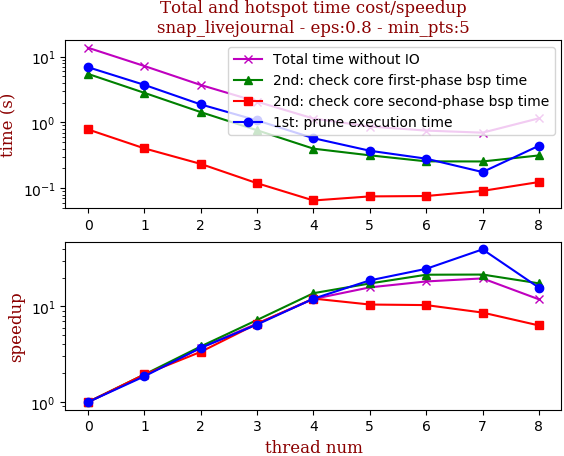 Total and hotspot time cost/speedup
snap_livejournal - eps:0.8 - min_pts:5
time (s)
10¹
10⁰
10⁻¹
Total time without IO
2nd: check core first-phase bsp time
2nd: check core second-phase bsp time
1st: prune execution time
0 1 2 3 4 5 6 7 8
speedup
10¹
10⁰
0 1 2 3 4 5 6 7 8
thread num